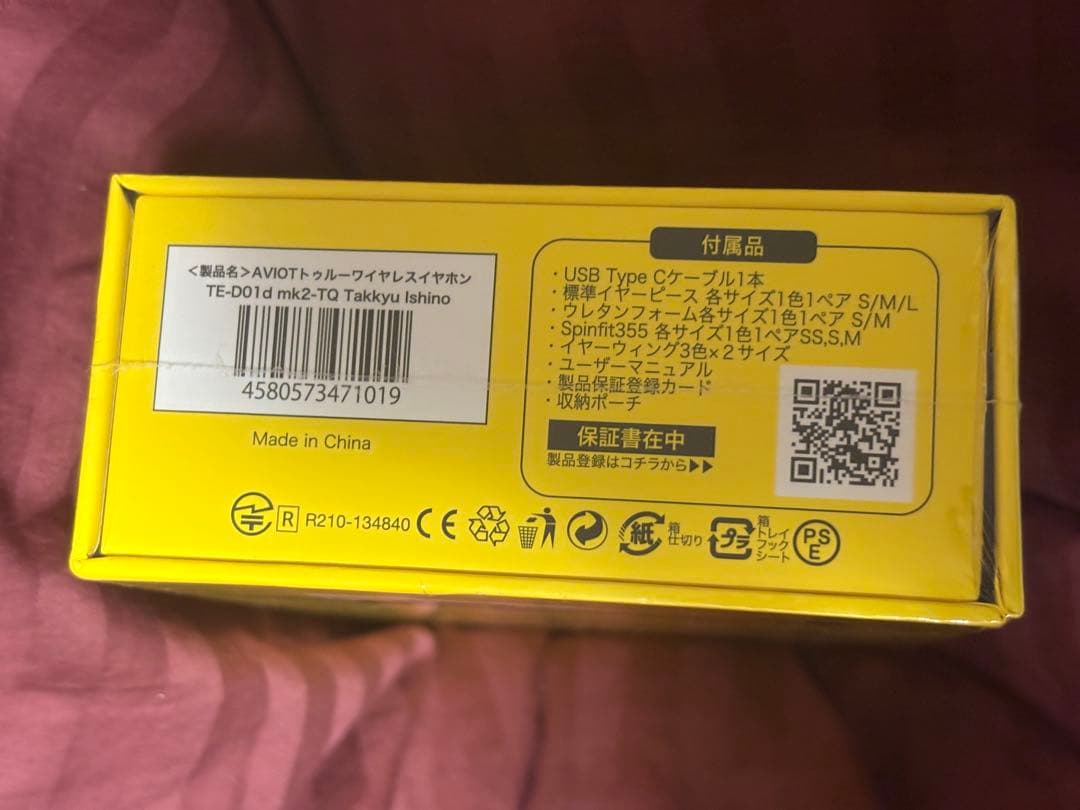 ＜製品名＞AVIOTトゥルーワイヤレスイヤホン
TE-D01d mk2-TQ Takkyu Ishino
4580573471019
Made in China
R R210-134840 CE
紙 箱 仕切り
プラ 箱 トレイ フック シート
PSE
付属品
・USB Type Cケーブル1本
・標準イヤーピース 各サイズ1色1ペア S/M/L
・ウレタンフォーム各サイズ1色1ペア S/M
・Spinfit355 各サイズ1色1ペアSS,S,M
・イヤーウィング3色×2サイズ
・ユーザーマニュアル
・製品保証登録カード
・収納ポーチ
保証書在中
製品登録はコチラから▶▶